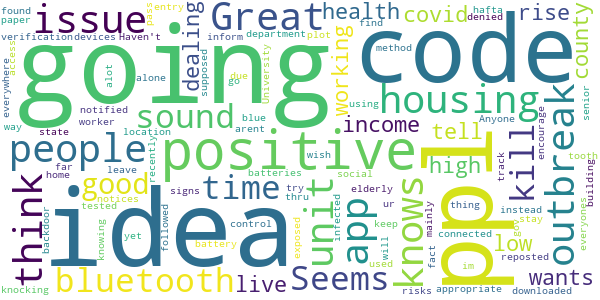 found
paper
pass
entry
Great
health
covid
rise
hafta
denied
verification
devices
Haven't
issue
dealing
inform
department
plot
find
method
county
everywhere
access
going
supposed
go
due
University
working
code
alot
alone
using
Anyone
senior
notified
worker
sound
blue
arent
housing
way
state
location
income
tell
outbreak
encourage
tooth
people
positive
app
kill
far
home
leave
recently
batteries
wish
social
high
track
building
think
good
time
unit
try
thru
elderly
ur
knows
signs
notices
battery
infected
keep
mainly
thing
instead
gov
stay
everyones
tested
knowing
yet
followed
idea
control
exposed
will
used
fact
connected
low
reposted
backdoor
bluetooth
live
Seems
im
appropriate
wants
knocking
risks
downloaded